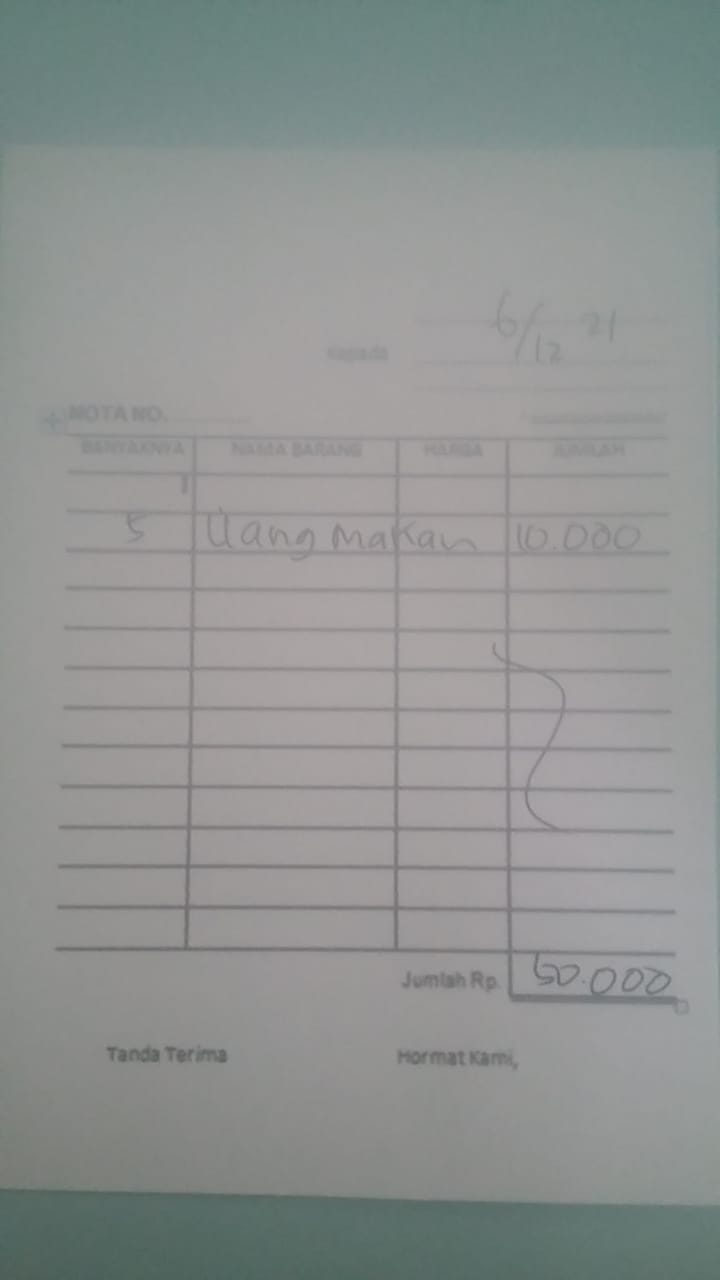 6/12 21
Kepada
NOTA NO.
BANYAKNYA NAMA BARANG HARGA JUMLAH
5 Uang makan 10.000
Jumlah Rp. 50.000
Tanda Terima Hormat Kami,